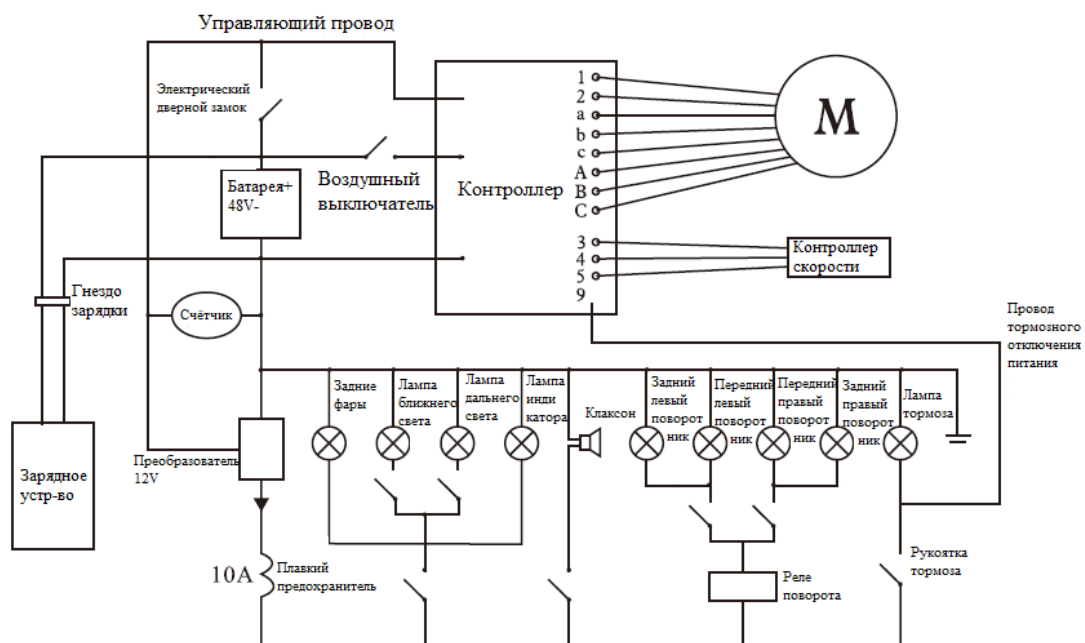 Управляющий провод
Электрический
дверной замок
Воздушный
выключатель
Батарея+
48V-
Контроллер
1
2
a
b
c
A
B
C
3
4
5
9
M
Контроллер
скорости
Гнездо
зарядки
Счётчик
Провод
тормозного
отключения
питания
Зарядное
устр-во
Преобразователь
12V
10A
Плавкий
предохранитель
Задние
фары
Лампа
ближнего
света
Лампа
дальнего
света
Лампа
инди
катора
Клаксон
Задний
левый
поворот
ник
Передний
левый
поворот
ник
Передний
правый
поворот
ник
Задний
правый
поворот
ник
Лампа
тормоза
Реле
поворота
Рукоятка
тормоза